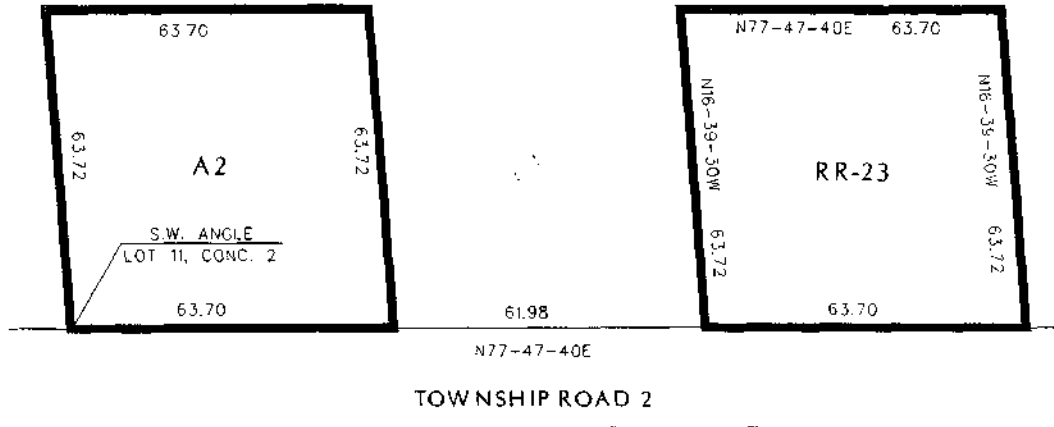 63.70
N77-47-40E 63.70
63.72
63.72
N16-39-30W
N16-39-30W
A2
RR-23
S.W. ANGLE
LOT 11, CONC. 2
63.72
63.72
63.70
61.98
63.70
N77-47-40E
TOWNSHIP ROAD 2